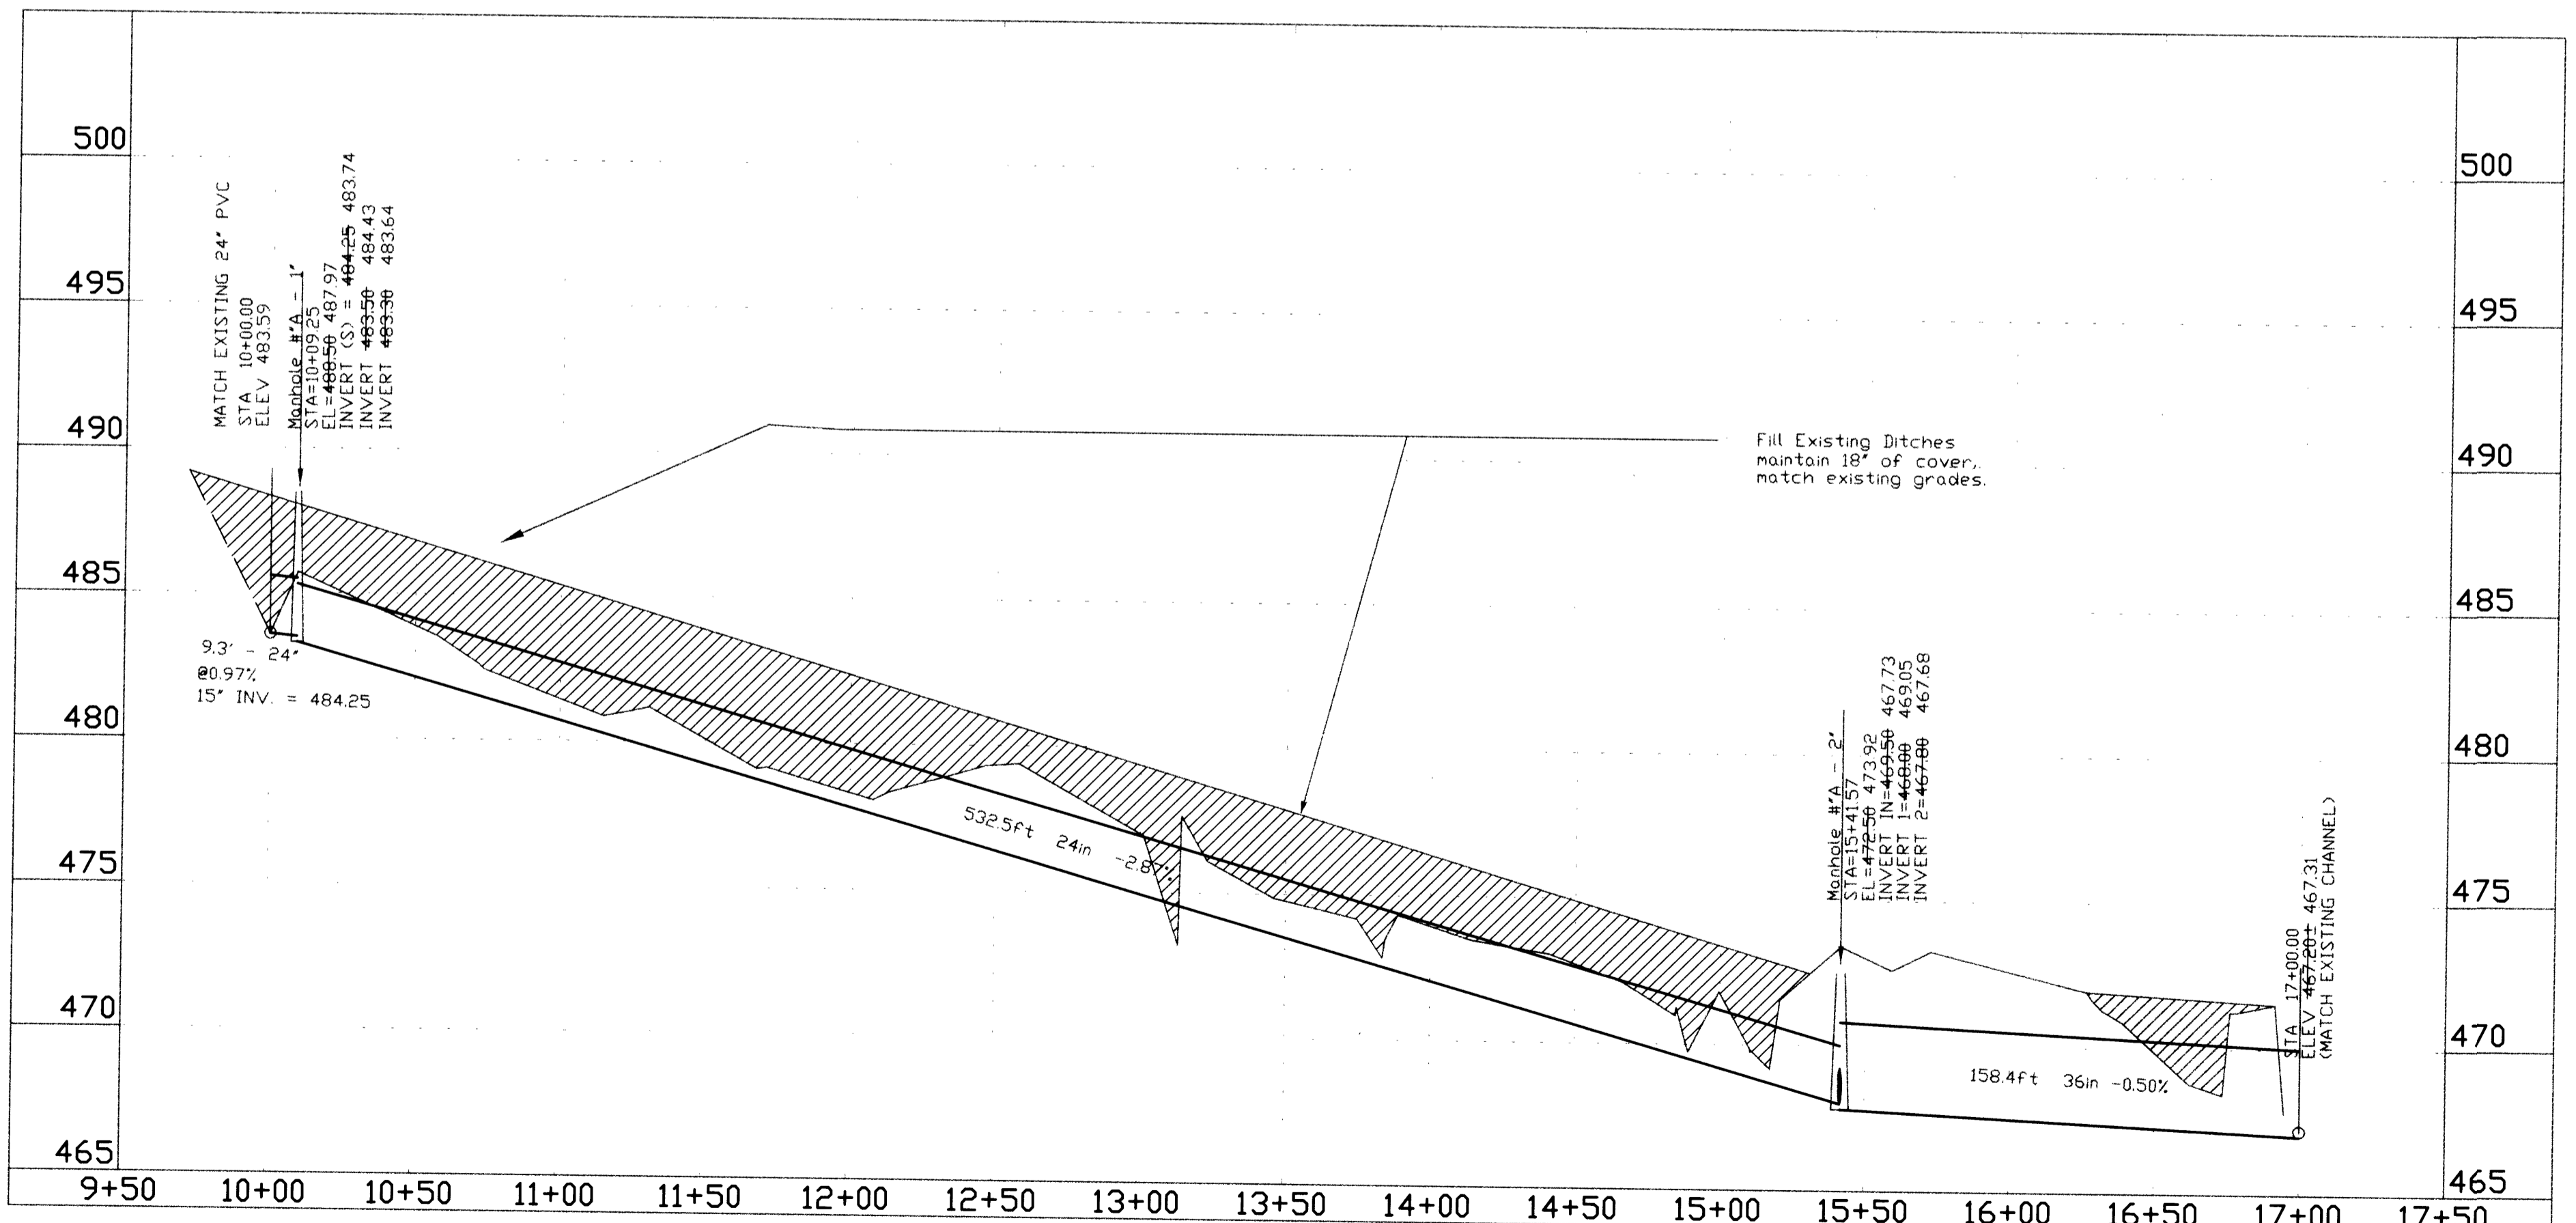 500
495
490
485
480
475
470
465
MATCH EXISTING 24" PVC
STA 10+00.00
ELEV 483.59
Manhole #"A - 1"
STA=10+09.25
EL=488.50 487.97
INVERT (S) = 484.25 483.74
INVERT 483.50 484.43
INVERT 483.30 483.64
9.3' - 24"
@0.97%
15" INV. = 484.25
Fill Existing Ditches
maintain 18" of cover,
match existing grades.
532.5ft 24in -2.87%
Manhole #"A - 2"
STA=15+41.57
EL=472.50 473.92
INVERT IN=469.50 467.73
INVERT 1=468.00 469.05
INVERT 2=467.80 467.68
158.4ft 36in -0.50%
STA 17+00.00
ELEV 467.20± 467.31
(MATCH EXISTING CHANNEL)
500
495
490
485
480
475
470
465
9+50 10+00 10+50 11+00 11+50 12+00 12+50 13+00 13+50 14+00 14+50 15+00 15+50 16+00 16+50 17+00 17+50